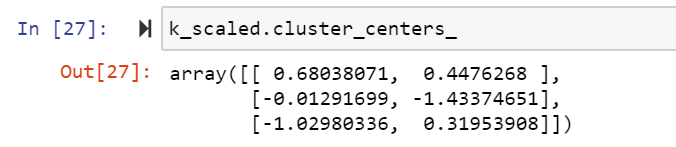 In [27]: k_scaled.cluster_centers_
Out[27]: array([[ 0.68038071,  0.4476268 ],
[-0.01291699, -1.43374651],
[-1.02980336,  0.31953908]])